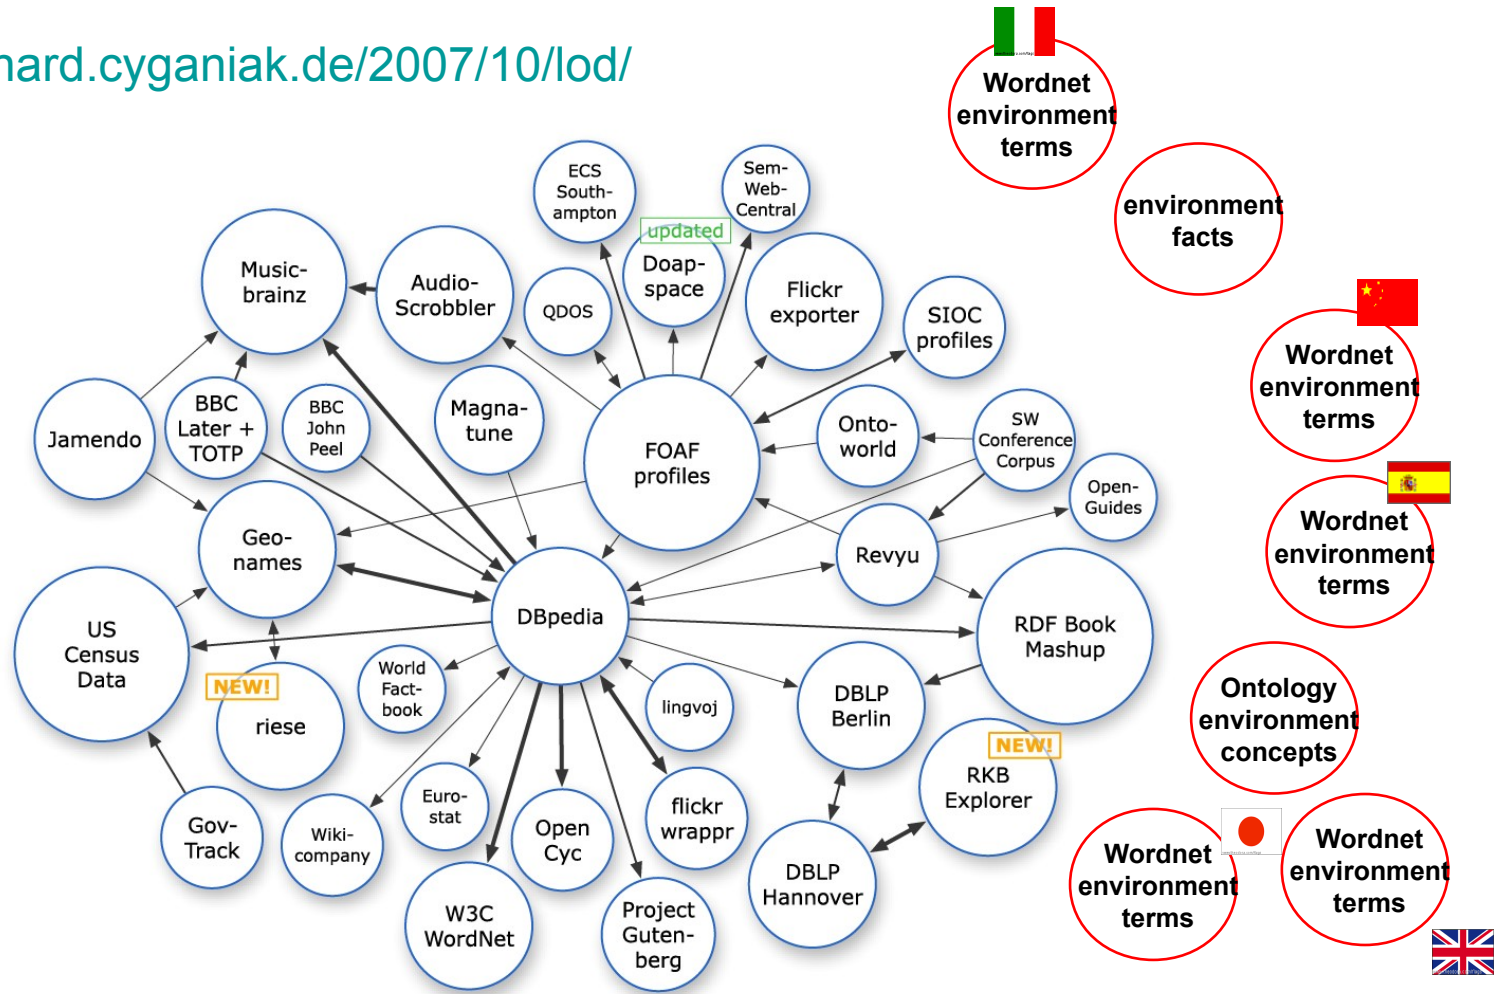 hard.cyganiak.de/2007/10/lod/
Wordnet
environment
terms
environment
facts
Wordnet
environment
terms
Wordnet
environment
terms
Ontology
environment
concepts
Wordnet
environment
terms
Wordnet
environment
terms
ECS
South-
ampton
Sem-
Web-
Central
updated
Doap-
space
Music-
brainz
Audio-
Scrobbler
QDOS
Flickr
exporter
SIOC
profiles
Jamendo
BBC
Later +
TOTP
BBC
John
Peel
Magna-
tune
FOAF
profiles
Onto-
world
SW
Conference
Corpus
Open-
Guides
Geo-
names
Revyu
DBpedia
US
Census
Data
RDF Book
Mashup
NEW!
riese
World
Fact-
book
lingvoj
DBLP
Berlin
NEW!
RKB
Explorer
Gov-
Track
Wiki-
company
Euro-
stat
Open
Cyc
flickr
wrappr
DBLP
Hannover
W3C
WordNet
Project
Guten-
berg